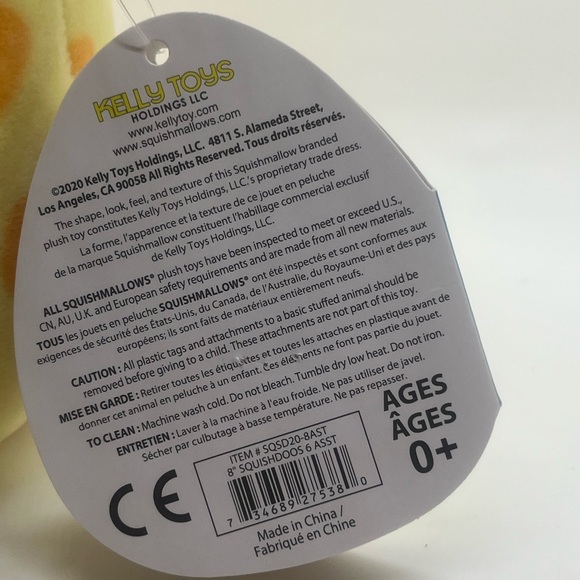 KELLY TOYS
HOLDINGS LLC
www.kellytoy.com
www.squishmallows.com
©2020 Kelly Toys Holdings, LLC. 4811 S. Alameda Street,
Los Angeles, CA 90058 All Rights Reserved. Tous droits réservés.
The shape, look, feel, and texture of this Squishmallow branded
plush toy constitutes Kelly Toys Holdings, LLC.'s proprietary trade dress.
La forme, l'apparence et la texture de ce jouet en peluche
de la marque Squishmallow constituent l'habillage commercial exclusif
de Kelly Toys Holdings, LLC.
ALL SQUISHMALLOWS® plush toys have been inspected to meet or exceed U.S.,
CN, AU, U.K. and European safety requirements and are made from all new materials.
TOUS les jouets en peluche SQUISHMALLOWS® ont été inspectés et sont conformes aux
exigences de sécurité des États-Unis, du Canada, de l'Australie, du Royaume-Uni et des pays
européens; ils sont faits de matériaux entièrement neufs.
CAUTION: All plastic tags and attachments to a basic stuffed animal should be
removed before giving to a child. These attachments are not part of this toy.
MISE EN GARDE : Retirer toutes les étiquettes et toutes les attaches en plastique avant de
donner cet animal en peluche à un enfant. Ces éléments ne font pas partie du jouet.
TO CLEAN : Machine wash cold. Do not bleach. Tumble dry low heat. Do not iron.
ENTRETIEN : Laver à la machine à l'eau froide. Ne pas utiliser de javel.
Sécher par culbutage à basse température. Ne pas repasser.
AGES
ÂGES
0+
CE
ITEM # SQSD20-8AST
8" SQUISHDOOS 6 ASST
7 34689 27538 0
Made in China /
Fabriqué en Chine